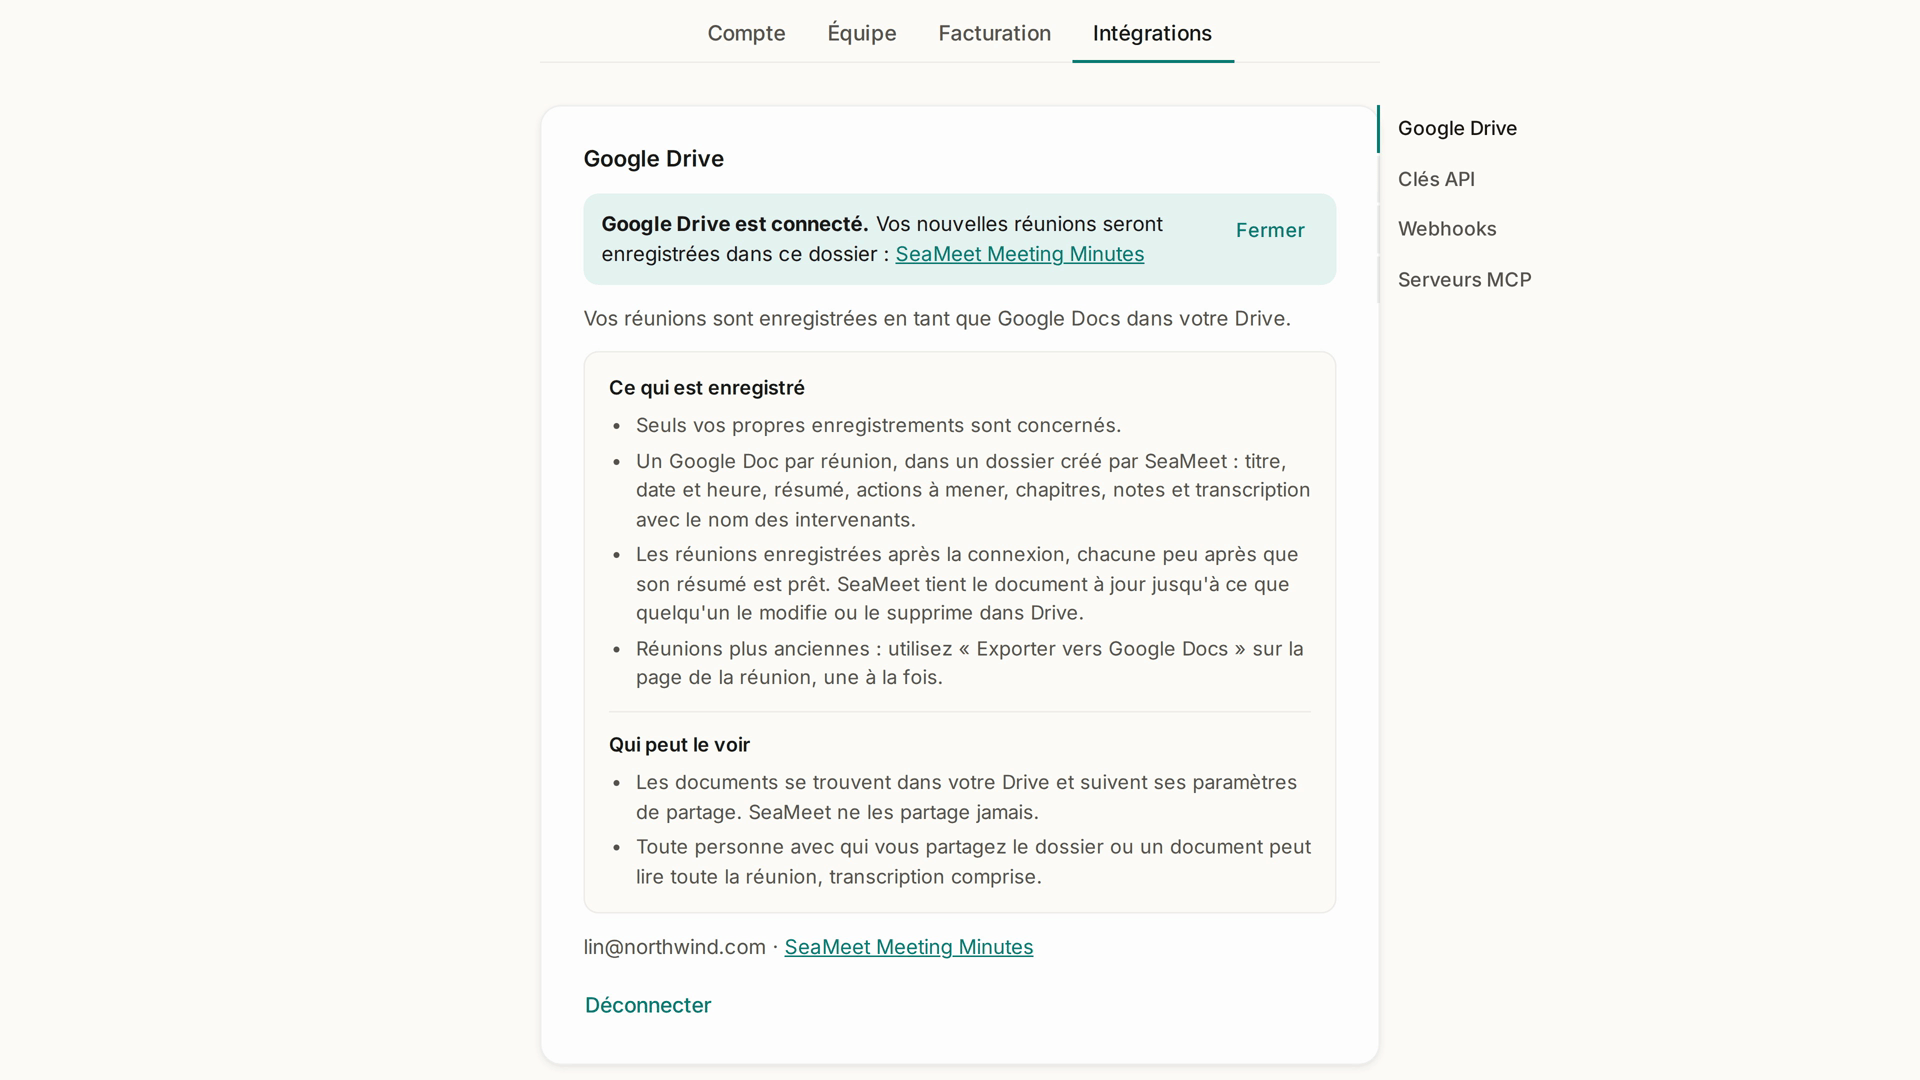 Compte
Équipe
Facturation
Intégrations
Google Drive
Google Drive est connecté. Vos nouvelles réunions seront
enregistrées dans ce dossier : SeaMeet Meeting Minutes
Fermer
Vos réunions sont enregistrées en tant que Google Docs dans votre Drive.
Ce qui est enregistré
• Seuls vos propres enregistrements sont concernés.
• Un Google Doc par réunion, dans un dossier créé par SeaMeet : titre,
date et heure, résumé, actions à mener, chapitres, notes et transcription
avec le nom des intervenants.
• Les réunions enregistrées après la connexion, chacune peu après que
son résumé est prêt. SeaMeet tient le document à jour jusqu'à ce que
quelqu'un le modifie ou le supprime dans Drive.
• Réunions plus anciennes : utilisez « Exporter vers Google Docs » sur la
page de la réunion, une à la fois.
Qui peut le voir
• Les documents se trouvent dans votre Drive et suivent ses paramètres
de partage. SeaMeet ne les partage jamais.
• Toute personne avec qui vous partagez le dossier ou un document peut
lire toute la réunion, transcription comprise.
lin@northwind.com · SeaMeet Meeting Minutes
Déconnecter
Google Drive
Clés API
Webhooks
Serveurs MCP